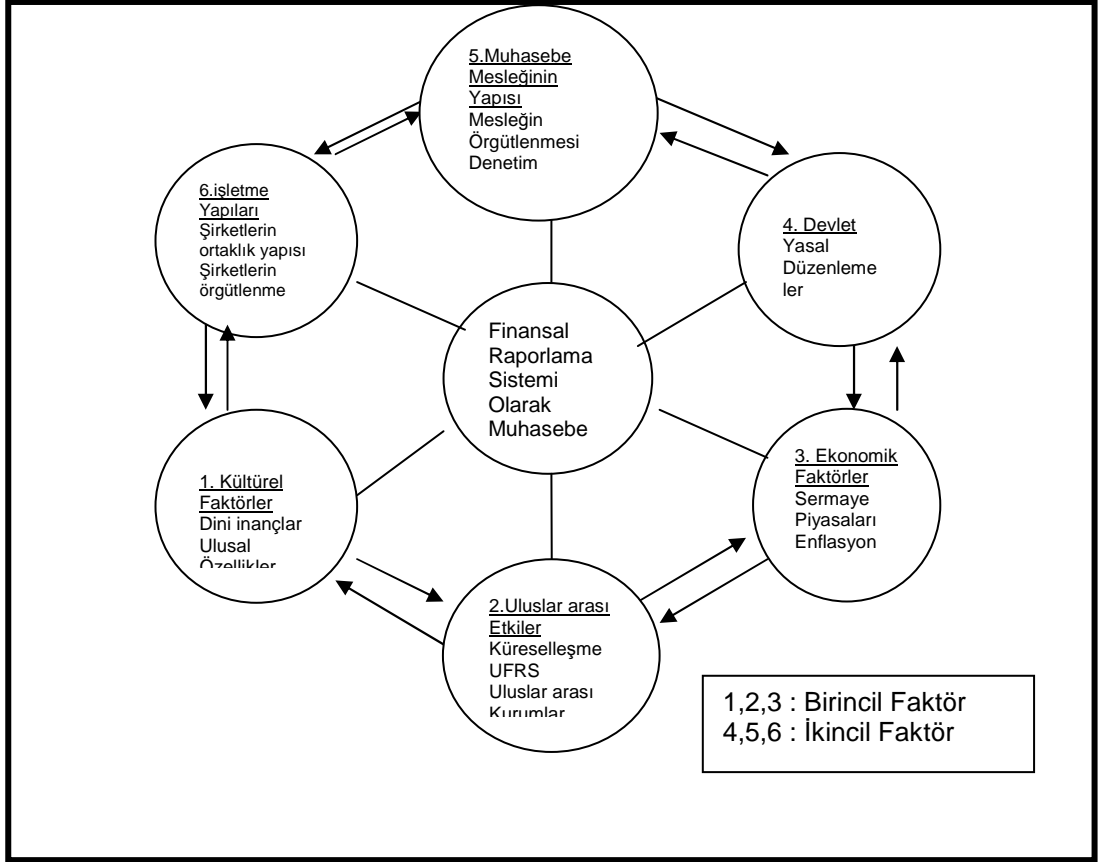 5.Muhasebe
Mesleğinin
Yapısı
Mesleğin
Örgütlenmesi
Denetim
6.işletme
Yapıları
Şirketlerin
ortaklık yapısı
Şirketlerin
örgütlenme
4. Devlet
Yasal
Düzenleme
ler
Finansal
Raporlama
Sistemi
Olarak
Muhasebe
1. Kültürel
Faktörler
Dini inançlar
Ulusal
Özellikler
3. Ekonomik
Faktörler
Sermaye
Piyasaları
Enflasyon
2.Uluslar arası
Etkiler
Küreselleşme
UFRS
Uluslar arası
Kurumlar
1,2,3 : Birincil Faktör
4,5,6 : İkincil Faktör